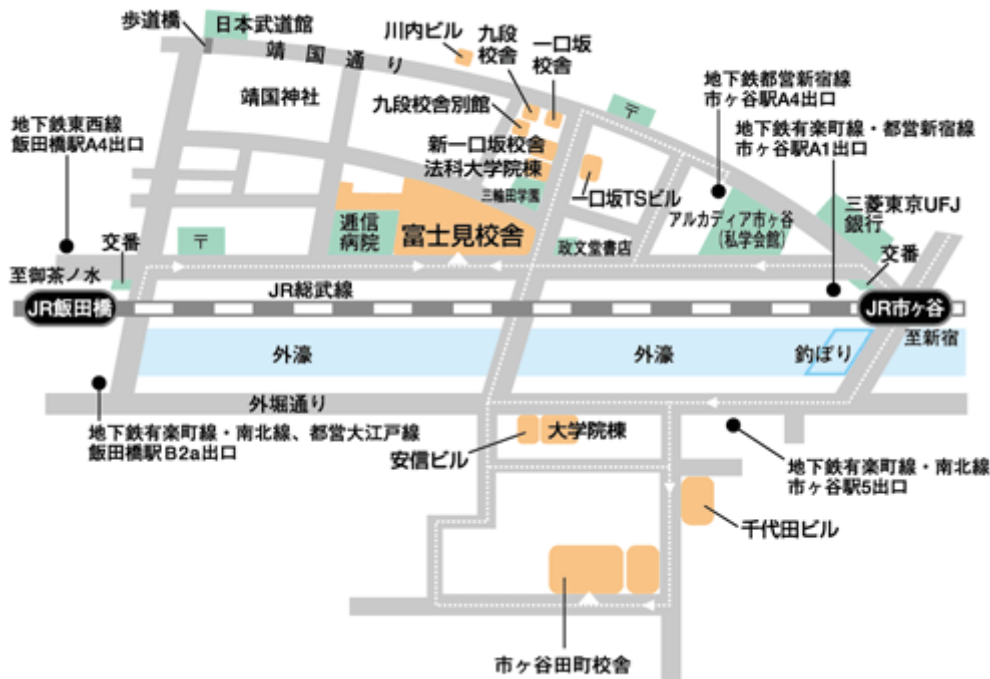 歩道橋
日本武道館
靖国通り
川内ビル
九段
校舎
一口坂
校舎
靖国神社
九段校舎別館
新一口坂校舎
法科大学院棟
三輪田学園
一口坂TSビル
〒
地下鉄都営新宿線
市ヶ谷駅A4出口
地下鉄有楽町線・都営新宿線
市ヶ谷駅A1出口
地下鉄東西線
飯田橋駅A4出口
三菱東京UFJ
銀行
アルカディア市ヶ谷
(私学会館)
逓信
病院
富士見校舎
政文堂書店
交番
〒
交番
至御茶ノ水
JR飯田橋
JR総武線
JR市ヶ谷
至新宿
外濠
外濠
釣ぼり
外堀通り
地下鉄有楽町線・南北線、都営大江戸線
飯田橋駅B2a出口
安信ビル
大学院棟
地下鉄有楽町線・南北線
市ヶ谷駅5出口
千代田ビル
市ヶ谷田町校舎